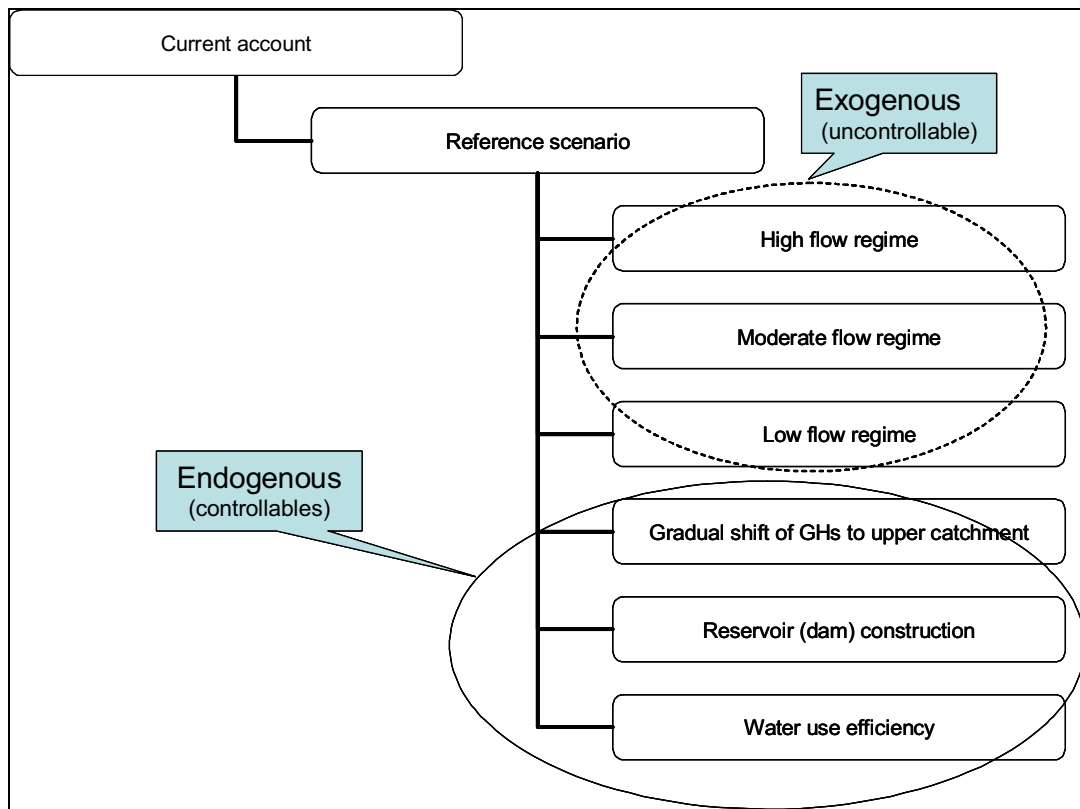 Current account
Exogenous
(uncontrollable)
Reference scenario
High flow regime
Moderate flow regime
Low flow regime
Endogenous
(controllables)
Gradual shift of GHs to upper catchment
Reservoir (dam) construction
Water use efficiency